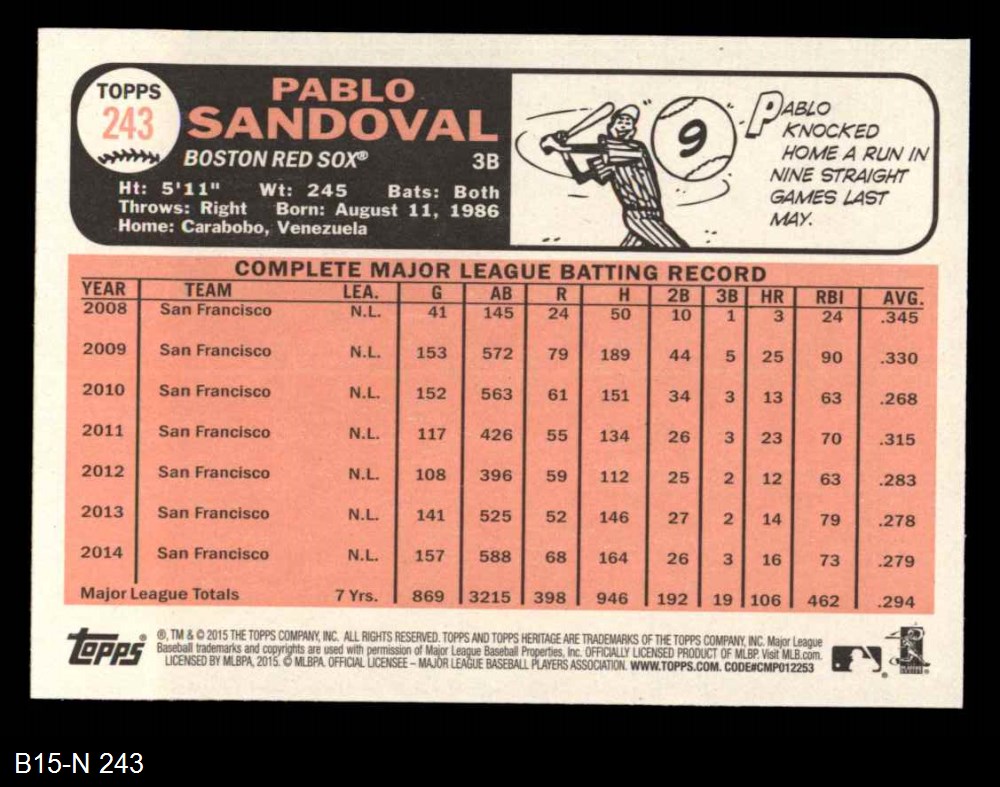 TOPPS
243
PABLO
SANDOVAL
BOSTON RED SOX® 3B
Ht: 5'11" Wt: 245 Bats: Both
Throws: Right Born: August 11, 1986
Home: Carabobo, Venezuela
9
PABLO
KNOCKED
HOME A RUN IN
NINE STRAIGHT
GAMES LAST
MAY.
COMPLETE MAJOR LEAGUE BATTING RECORD
YEAR TEAM LEA. G AB R H 2B 3B HR RBI AVG.
2008 San Francisco N.L. 41 145 24 50 10 1 3 24 .345
2009 San Francisco N.L. 153 572 79 189 44 5 25 90 .330
2010 San Francisco N.L. 152 563 61 151 34 3 13 63 .268
2011 San Francisco N.L. 117 426 55 134 26 3 23 70 .315
2012 San Francisco N.L. 108 396 59 112 25 2 12 63 .283
2013 San Francisco N.L. 141 525 52 146 27 2 14 79 .278
2014 San Francisco N.L. 157 588 68 164 26 3 16 73 .279
Major League Totals 7 Yrs. 869 3215 398 946 192 19 106 462 .294
Topps®
®, TM & © 2015 THE TOPPS COMPANY, INC. ALL RIGHTS RESERVED. TOPPS AND TOPPS HERITAGE ARE TRADEMARKS OF THE TOPPS COMPANY, INC. Major League
Baseball trademarks and copyrights are used with permission of Major League Baseball Properties, Inc. OFFICIALLY LICENSED PRODUCT OF MLBP. Visit MLB.com.
LICENSED BY MLBPA, 2015. © MLBPA. OFFICIAL LICENSEE – MAJOR LEAGUE BASEBALL PLAYERS ASSOCIATION. WWW.TOPPS.COM. CODE#CMP012253
B15-N 243